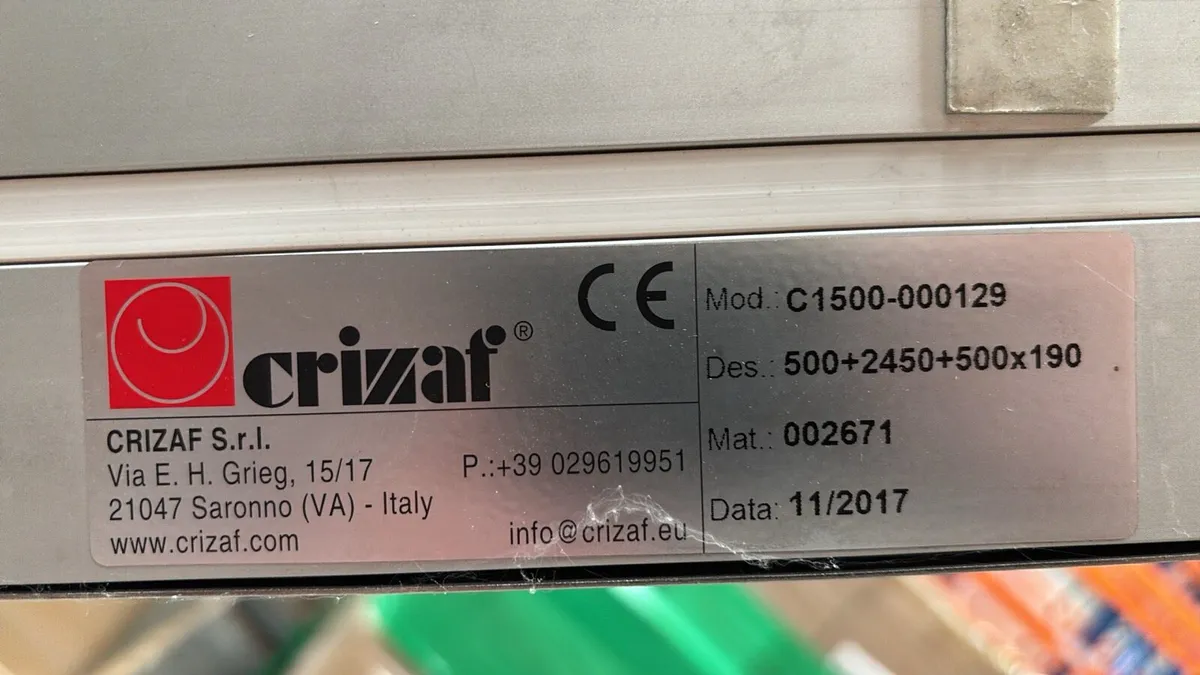 crizaf®
CE
CRIZAF S.r.l.
Via E. H. Grieg, 15/17
21047 Saronno (VA) - Italy
www.crizaf.com
P.:+39 029619951
info@crizaf.eu
Mod.: C1500-000129
Des.: 500+2450+500x190
Mat.: 002671
Data: 11/2017